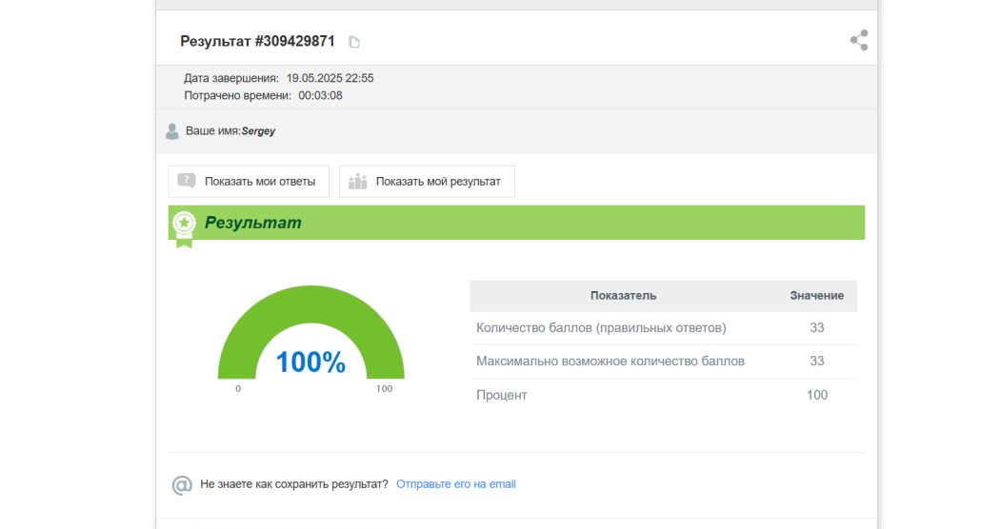 Результат #309429871
Дата завершения: 19.05.2025 22:55
Потрачено времени: 00:03:08
Ваше имя:Sergey
Показать мои ответы Показать мой результат
Результат
Показатель Значение
Количество баллов (правильных ответов) 33
Максимально возможное количество баллов 33
Процент 100
100%
0 100
Не знаете как сохранить результат? Отправьте его на email